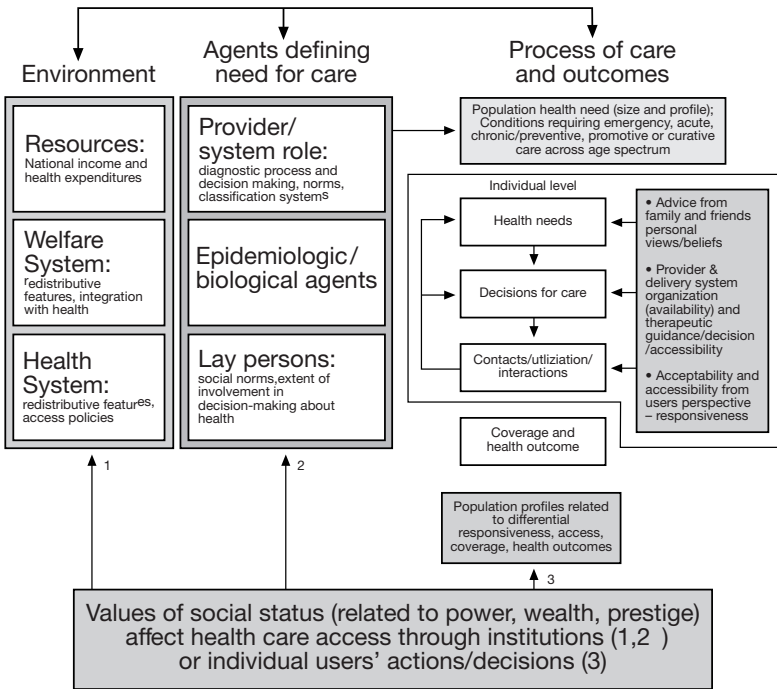 Environment
Agents defining
need for care
Process of care
and outcomes
Resources:
National income and
health expenditures
Welfare
System:
redistributive
features, integration
with health
Health
System:
redistributive features,
access policies
1
Provider/
system role:
diagnostic process and
decision making, norms,
classification systems
Epidemiologic/
biological agents
Lay persons:
social norms,extent of
involvement in
decision-making about
health
2
Population health need (size and profile);
Conditions requiring emergency, acute,
chronic/preventive, promotive or curative
care across age spectrum
Individual level
Health needs
Decisions for care
Contacts/utliziation/
interactions
• Advice from
family and friends
personal
views/beliefs
• Provider &
delivery system
organization
(availability) and
therapeutic
guidance/decision
/accessibility
• Acceptability and
accessibility from
users perspective
– responsiveness
Coverage and
health outcome
Population profiles related
to differential
responsiveness, access,
coverage, health outcomes
3
Values of social status (related to power, wealth, prestige)
affect health care access through institutions (1,2 )
or individual users' actions/decisions (3)